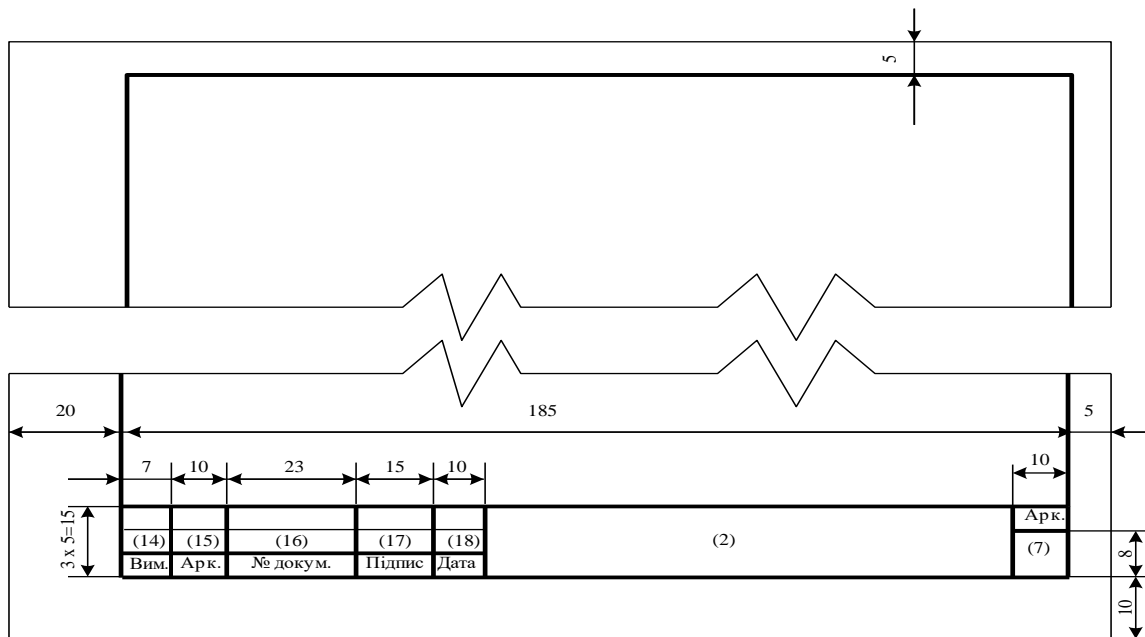 5
20 185 5
7 10 23 15 10 10
3 x 5=15
Арк.
(14) (15) (16) (17) (18) (2) (7) 8
Вим. Арк. № докум. Підпис Дата
10